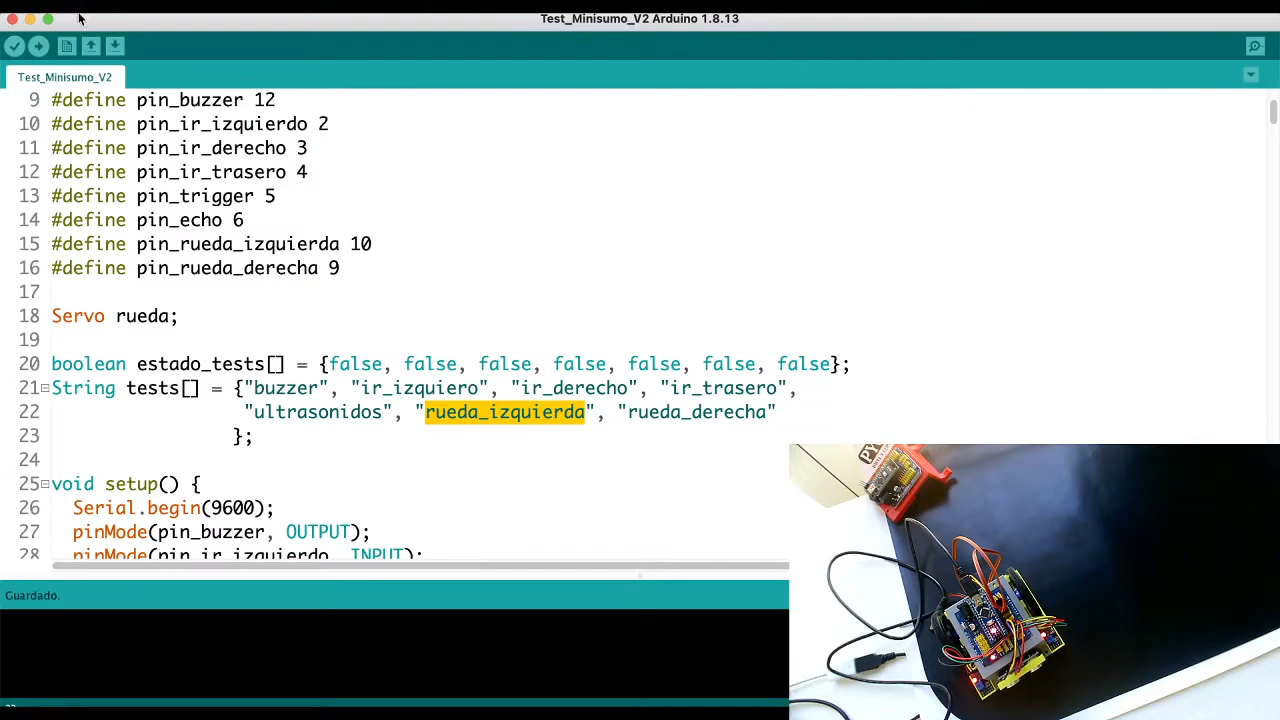 Test_Minisumo_V2 Arduino 1.8.13
Test_Minisumo_V2
9 #define pin_buzzer 12
10 #define pin_ir_izquierdo 2
11 #define pin_ir_derecho 3
12 #define pin_ir_trasero 4
13 #define pin_trigger 5
14 #define pin_echo 6
15 #define pin_rueda_izquierda 10
16 #define pin_rueda_derecha 9
17
18 Servo rueda;
19
20 boolean estado_tests[] = {false, false, false, false, false, false, false};
21 String tests[] = {"buzzer", "ir_izquiero", "ir_derecho", "ir_trasero",
22 "ultrasonidos", "rueda_izquierda", "rueda_derecha"
23 };
24
25 void setup() {
26 Serial.begin(9600);
27 pinMode(pin_buzzer, OUTPUT);
28 pinMode(pin_ir_izquierdo, INPUT);
Guardado.